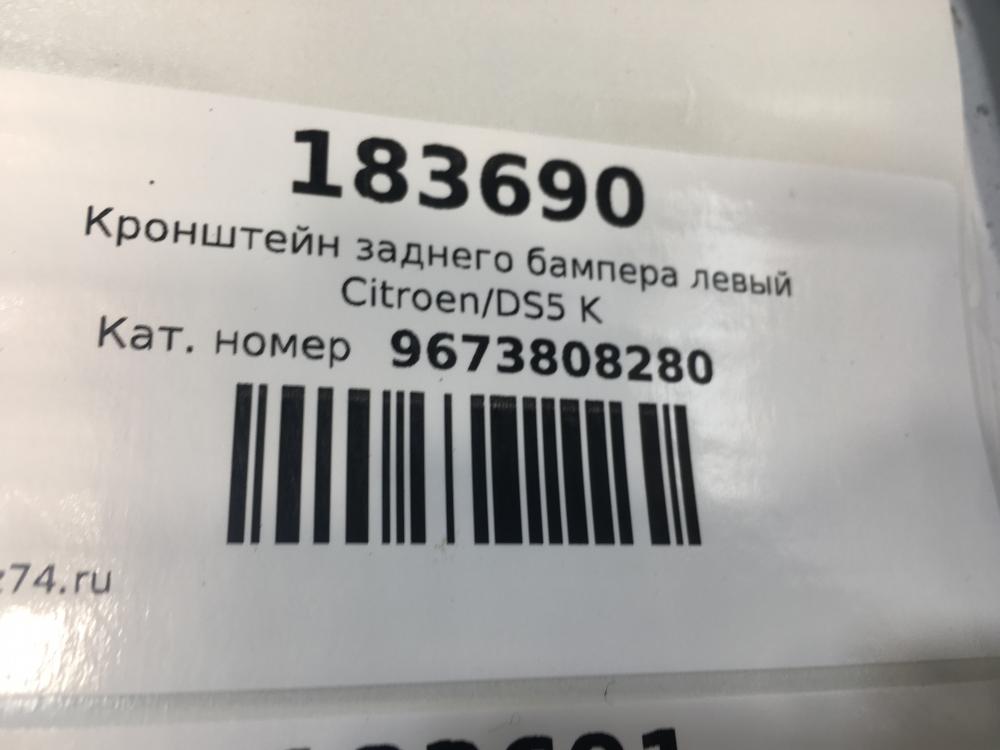 183690
Кронштейн заднего бампера левый
Citroen/DS5 K
Кат. номер 9673808280
z74.ru